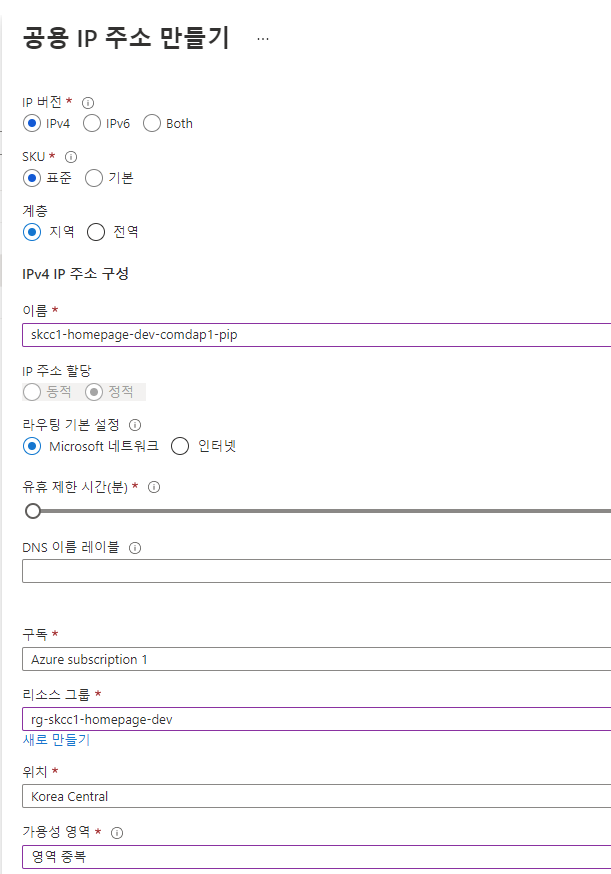 공용 IP 주소 만들기 ...
IP 버전 *
IPv4 IPv6 Both
SKU *
표준 기본
계층
지역 전역
IPv4 IP 주소 구성
이름 *
skcc1-homepage-dev-comdap1-pip
IP 주소 할당
동적 정적
라우팅 기본 설정
Microsoft 네트워크 인터넷
유휴 제한 시간(분) *
DNS 이름 레이블
구독 *
Azure subscription 1
리소스 그룹 *
rg-skcc1-homepage-dev
새로 만들기
위치 *
Korea Central
가용성 영역 *
영역 중복